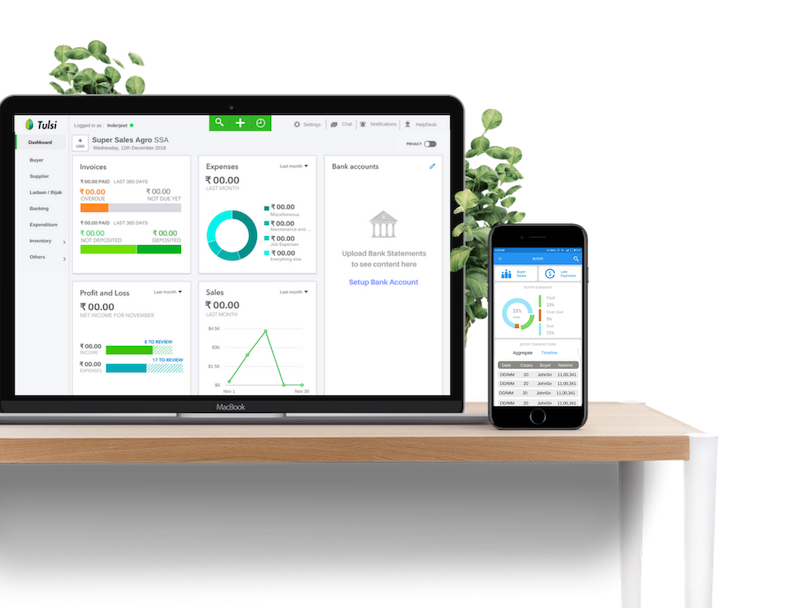 Tulsi
Logged in as : Inderjeet
Settings
Chat
Notifications
HelpDesk
Dashboard
Buyer
Supplier
Ladaan / Bijak
Banking
Expenditure
Inventory
Others
+
LOGO
Super Sales Agro SSA
Wednesday, 12th December 2018
PRIVACY
Invoices
₹ 00.00 PAID LAST 365 DAYS
₹ 00.00 ₹ 00.00
OVERDUE NOT DUE YET
₹ 00.00 PAID LAST 365 DAYS
₹ 00.00 ₹ 00.00
NOT DEPOSITED DEPOSITED
Expenses Last month
₹ 00.00
LAST MONTH
₹ 00.00
Miscellaneous
₹ 00.00
Maintenance and ...
₹ 00.00
Job Expenses
₹ 00.00
Everything else
Bank accounts
Upload Bank Statements
to see content here
Setup Bank Account
Profit and Loss Last month
₹ 00.00
NET INCOME FOR NOVEMBER
8 TO REVIEW
₹ 00.00
INCOME
17 TO REVIEW
₹ 00.00
EXPENSES
Sales Last month
₹ 00.00
LAST MONTH
$4.5K
$3K
$1.5K
$0
Nov 1 Nov 30
MacBook
BUYER
Buyer
Ranks
Late
Payments
BUYER SUMMARY
23%
Paid
23%
Over Due
5%
Due
72%
BUYER TRANSACTIONS
Aggregate Timeline
Date Cases Buyer NetAmt
DD/MM 20 JohnSn 11,00,341
DD/MM 20 JohnSn 11,00,341
DD/MM 20 JohnSn 11,00,341
DD/MM 20 JohnSn 11,00,341